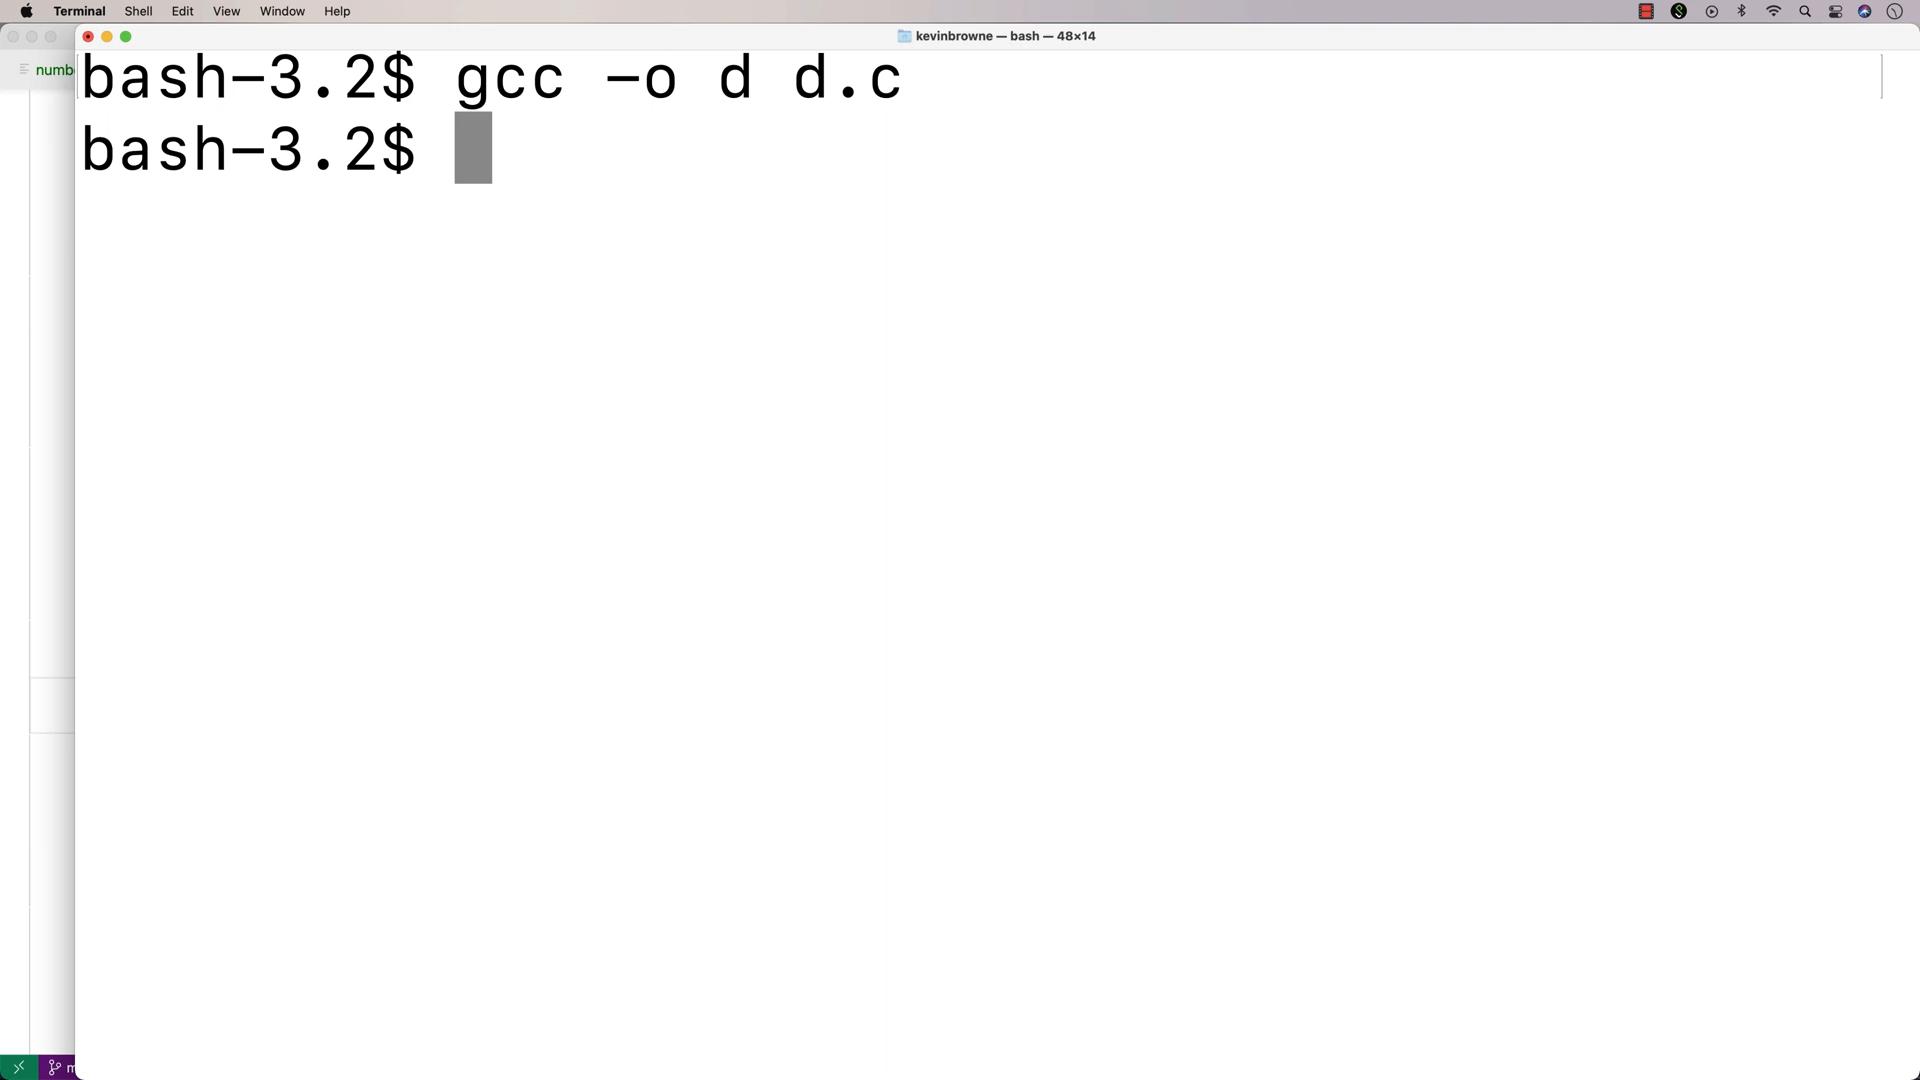 Terminal Shell Edit View Window Help
kevinbrowne — bash — 48×14
numb
bash-3.2$ gcc -o d d.c
bash-3.2$
m